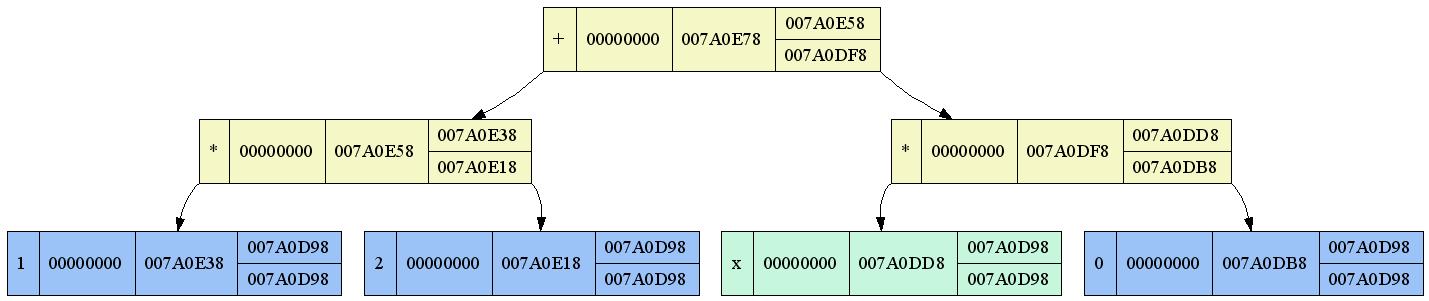 + 00000000 007A0E78 007A0E58
007A0DF8
* 00000000 007A0E58 007A0E38
007A0E18
* 00000000 007A0DF8 007A0DD8
007A0DB8
1 00000000 007A0E38 007A0D98
007A0D98
2 00000000 007A0E18 007A0D98
007A0D98
x 00000000 007A0DD8 007A0D98
007A0D98
0 00000000 007A0DB8 007A0D98
007A0D98